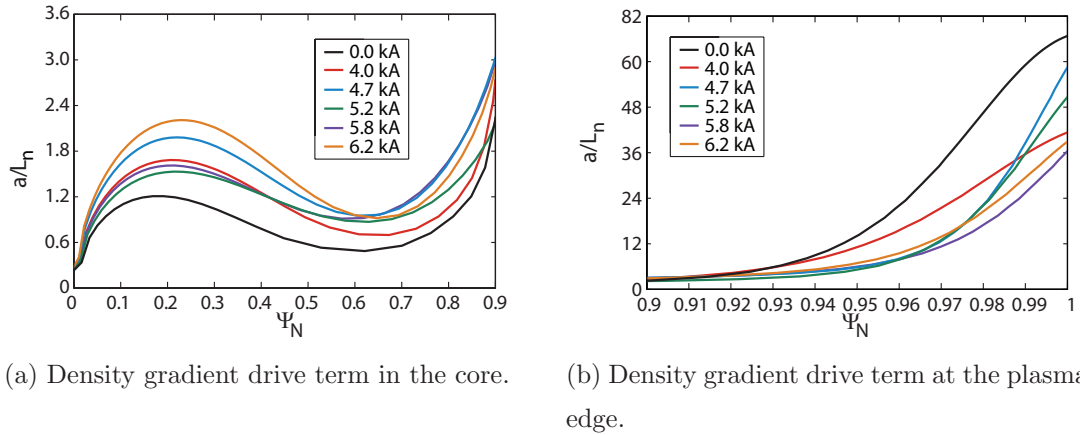 3.6
3.0
2.4
1.8
1.2
0.6
0
a/Ln
0.0 kA
4.0 kA
4.7 kA
5.2 kA
5.8 kA
6.2 kA
0 0.1 0.2 0.3 0.4 0.5 0.6 0.7 0.8 0.9
ΨN
82
60
48
36
24
12
0
a/Ln
0.0 kA
4.0 kA
4.7 kA
5.2 kA
5.8 kA
6.2 kA
0.9 0.91 0.92 0.93 0.94 0.95 0.96 0.97 0.98 0.99 1
ΨN
(a) Density gradient drive term in the core.
(b) Density gradient drive term at the plasma
edge.